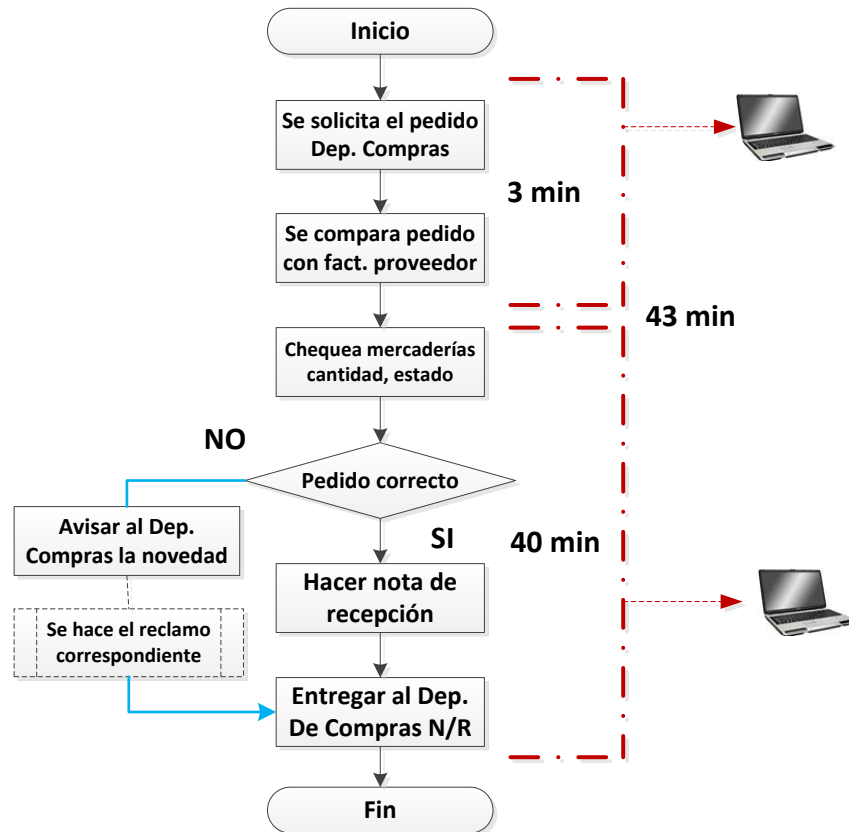 Inicio
Se solicita el pedido
Dep. Compras
3 min
Se compara pedido
con fact. proveedor
43 min
Chequea mercaderías
cantidad, estado
NO
Pedido correcto
Avisar al Dep.
Compras la novedad
SI
40 min
Hacer nota de
recepción
Se hace el reclamo
correspondiente
Entregar al Dep.
De Compras N/R
Fin